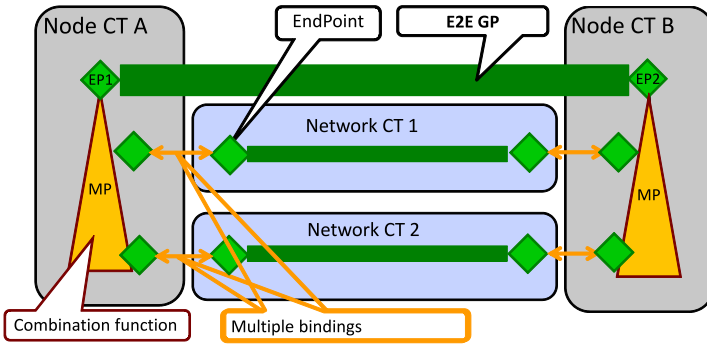 Node CT A
EndPoint
E2E GP
Node CT B
EP1
EP2
Network CT 1
MP
MP
Network CT 2
Combination function
Multiple bindings